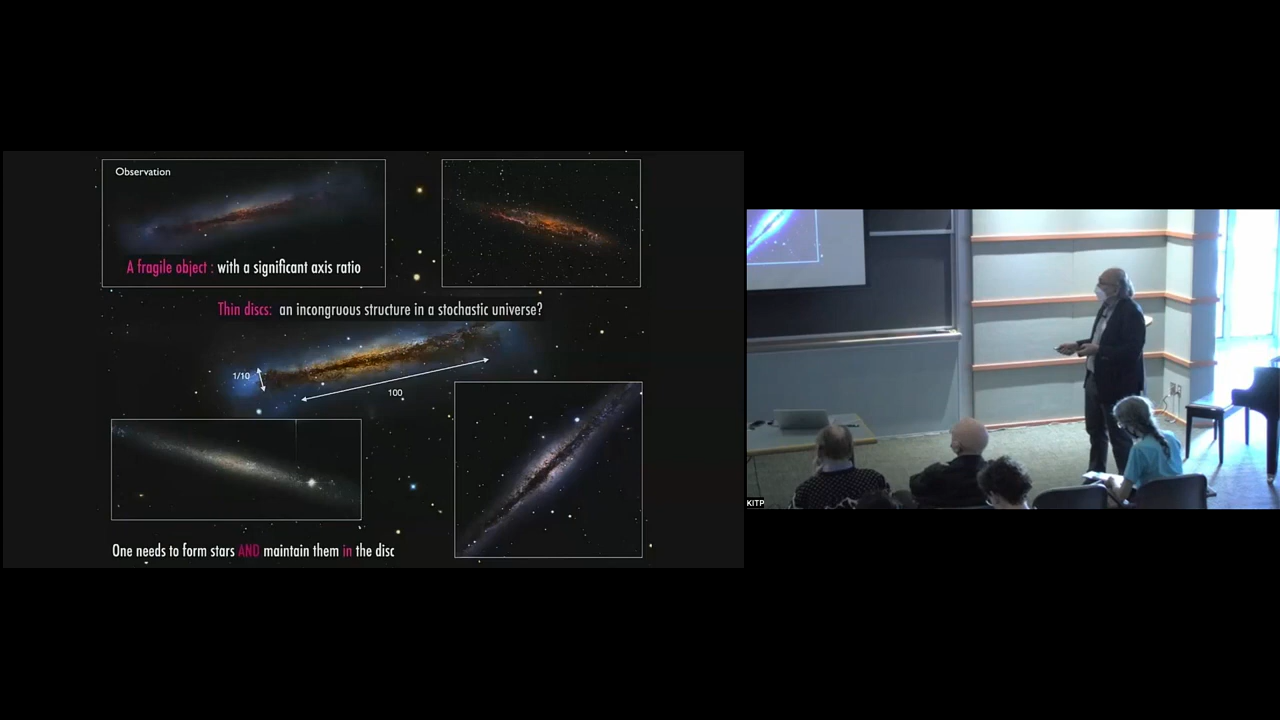 Observation
A fragile object : with a significant axis ratio
Thin discs: an incongruous structure in a stochastic universe?
1/10
100
One needs to form stars AND maintain them in the disc
KITP